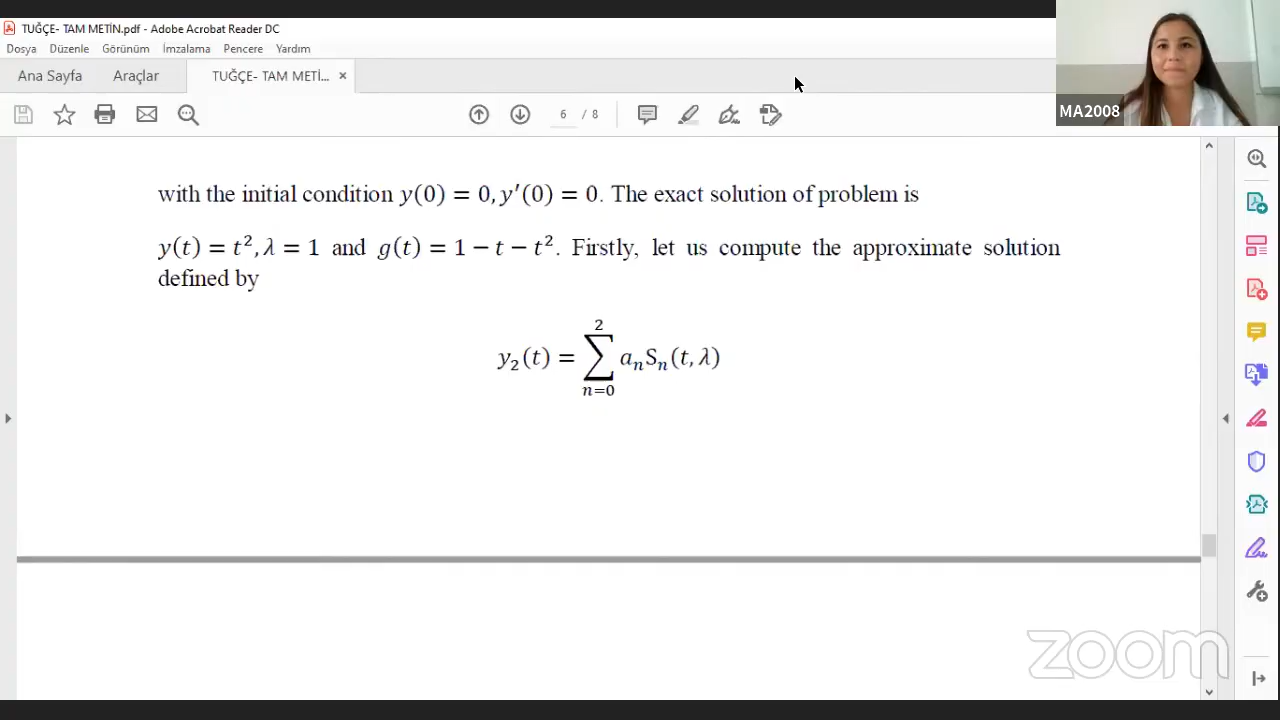 TUĞÇE- TAM METİN.pdf - Adobe Acrobat Reader DC
Dosya Düzenle Görünüm İmzalama Pencere Yardım
Ana Sayfa Araçlar TUĞÇE- TAM METİ... ×
6 / 8
MA2008
with the initial condition y(0) = 0, y′(0) = 0. The exact solution of problem is
y(t) = t², λ = 1 and g(t) = 1 − t − t². Firstly, let us compute the approximate solution
defined by
2
y₂(t) = ∑ aₙSₙ(t, λ)
n=0
zoom